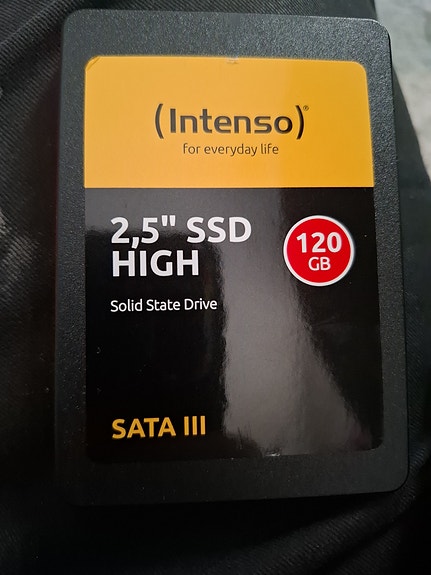 (Intenso)®
for everyday life
2,5" SSD
HIGH
120
GB
Solid State Drive
SATA III